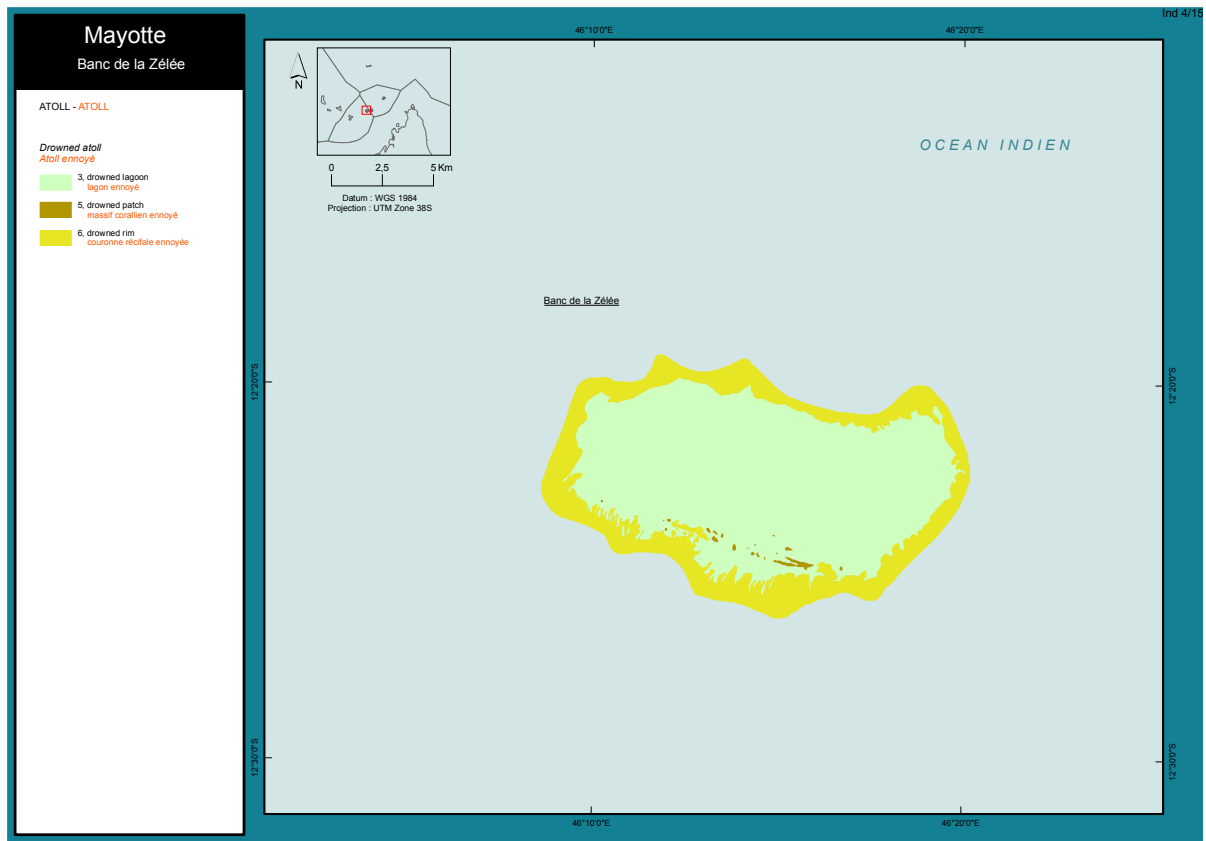 Ind 4/15
Mayotte
Banc de la Zélée
ATOLL - ATOLL
Drowned atoll
Atoll ennoyé
3, drowned lagoon
lagon ennoyé
5, drowned patch
massif corallien ennoyé
6, drowned rim
couronne récifale ennoyée
46°10'0"E
46°20'0"E
N
0 2,5 5 Km
Datum : WGS 1984
Projection : UTM Zone 38S
OCEAN INDIEN
Banc de la Zélée
12°20'0"S
12°20'0"S
12°30'0"S
12°30'0"S
46°10'0"E
46°20'0"E